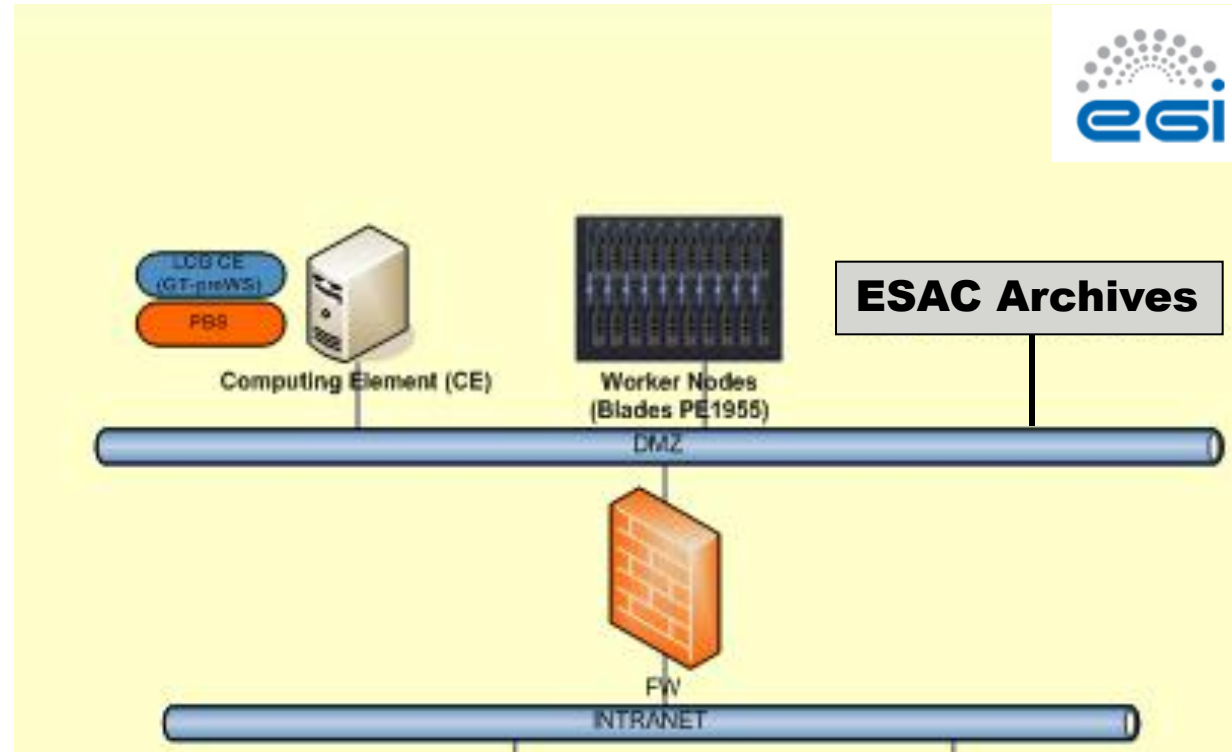 egi
LCG CE
(GT-preWS)
PBS
ESAC Archives
Computing Element (CE)
Worker Nodes
(Blades PE1955)
DMZ
FW
INTRANET